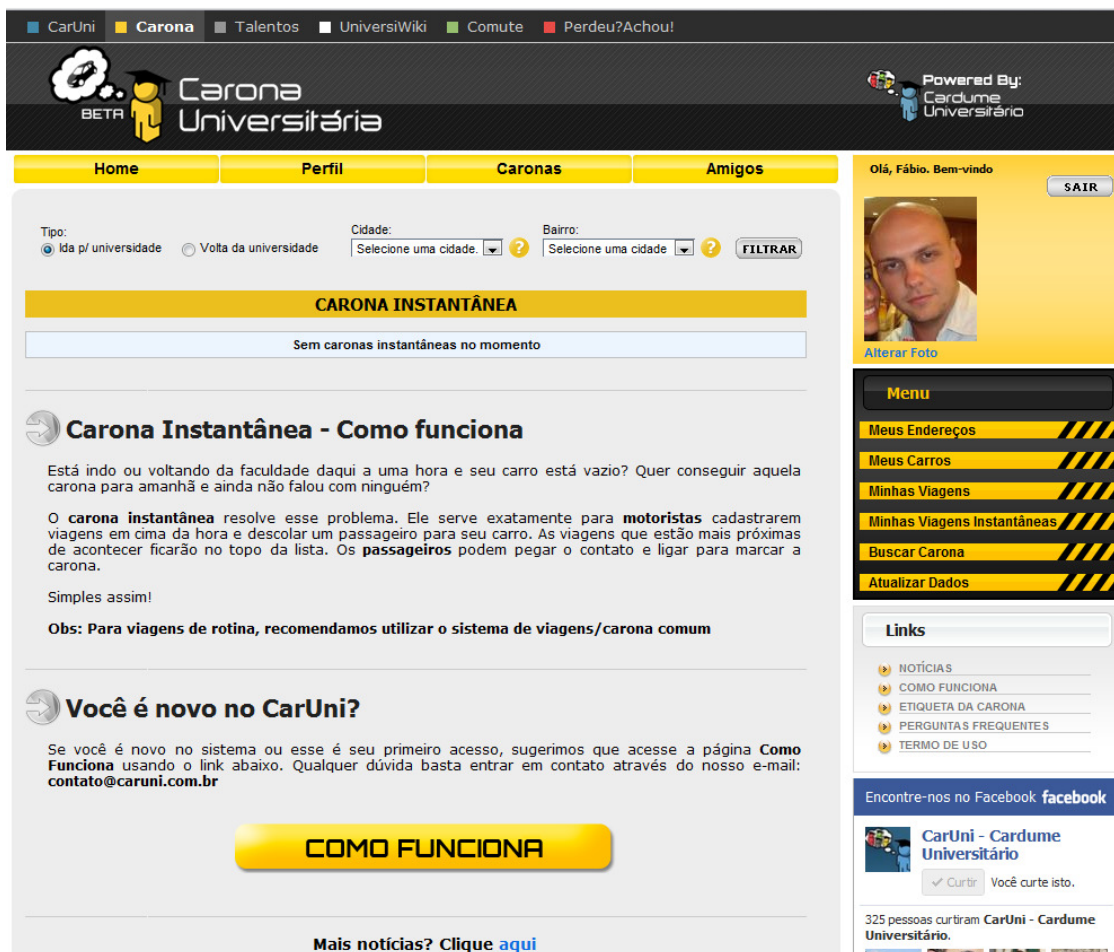 CarUni Carona Talentos UniversiWiki Comute Perdeu?Achou!
BETA
Carona
Universitária
Powered By:
Cardume
Universitário
Home Perfil Caronas Amigos
Tipo:
Ida p/ universidade Volta da universidade
Cidade:
Selecione uma cidade. ?
Bairro:
Selecione uma cidade ?
FILTRAR
CARONA INSTANTÂNEA
Sem caronas instantâneas no momento
Carona Instantânea - Como funciona
Está indo ou voltando da faculdade daqui a uma hora e seu carro está vazio? Quer conseguir aquela
carona para amanhã e ainda não falou com ninguém?
O carona instantânea resolve esse problema. Ele serve exatamente para motoristas cadastrarem
viagens em cima da hora e descolar um passageiro para seu carro. As viagens que estão mais próximas
de acontecer ficarão no topo da lista. Os passageiros podem pegar o contato e ligar para marcar a
carona.
Simples assim!
Obs: Para viagens de rotina, recomendamos utilizar o sistema de viagens/carona comum
Você é novo no CarUni?
Se você é novo no sistema ou esse é seu primeiro acesso, sugerimos que acesse a página Como
Funciona usando o link abaixo. Qualquer dúvida basta entrar em contato através do nosso e-mail:
contato@caruni.com.br
COMO FUNCIONA
Mais notícias? Clique aqui
Olá, Fábio. Bem-vindo
SAIR
Alterar Foto
Menu
Meus Endereços
Meus Carros
Minhas Viagens
Minhas Viagens Instantâneas
Buscar Carona
Atualizar Dados
Links
NOTÍCIAS
COMO FUNCIONA
ETIQUETA DA CARONA
PERGUNTAS FREQUENTES
TERMO DE USO
Encontre-nos no Facebook facebook
CarUni - Cardume
Universitário
Curtir Você curte isto.
325 pessoas curtiram CarUni - Cardume
Universitário.